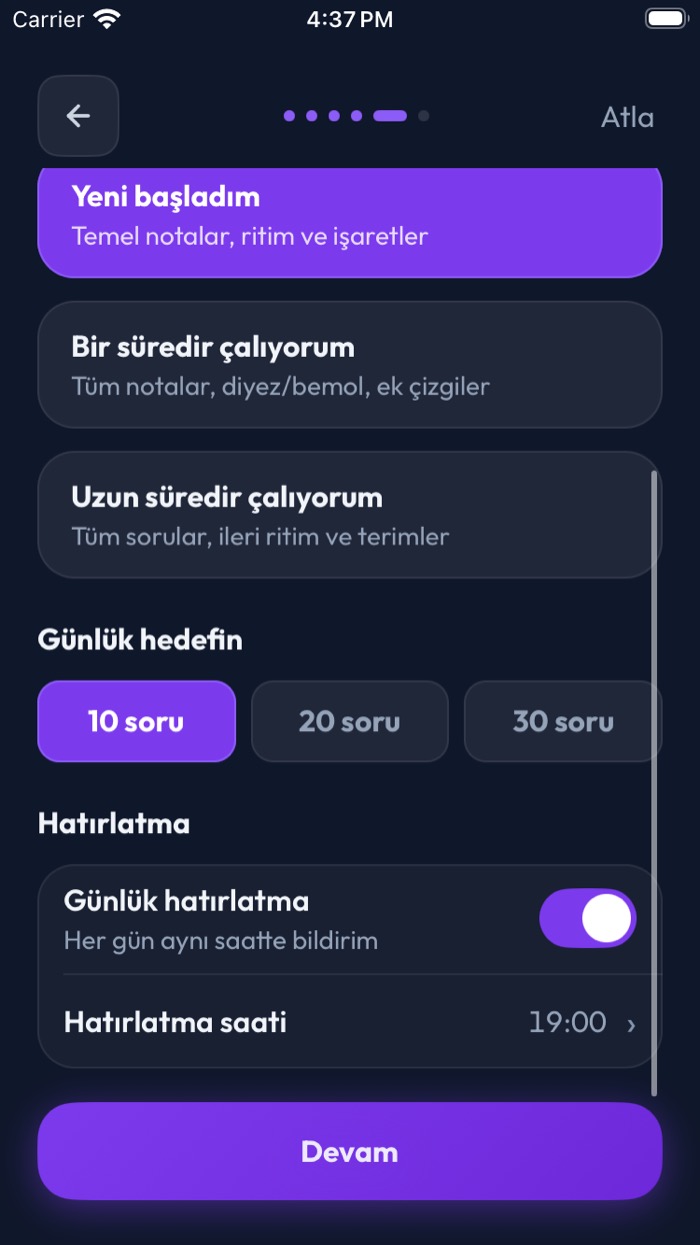 Carrier 4:37 PM
Atla
Yeni başladım
Temel notalar, ritim ve işaretler
Bir süredir çalıyorum
Tüm notalar, diyez/bemol, ek çizgiler
Uzun süredir çalıyorum
Tüm sorular, ileri ritim ve terimler
Günlük hedefin
10 soru 20 soru 30 soru
Hatırlatma
Günlük hatırlatma
Her gün aynı saatte bildirim
Hatırlatma saati 19:00 ›
Devam